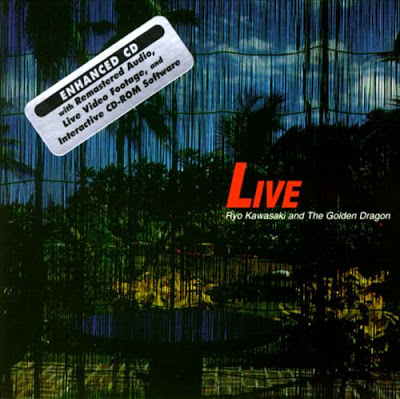 ENHANCED CD
with Remastered Audio,
Live Video Footage, and
Interactive CD-ROM Software
LIVE
Ryo Kawasaki and The Golden Dragon